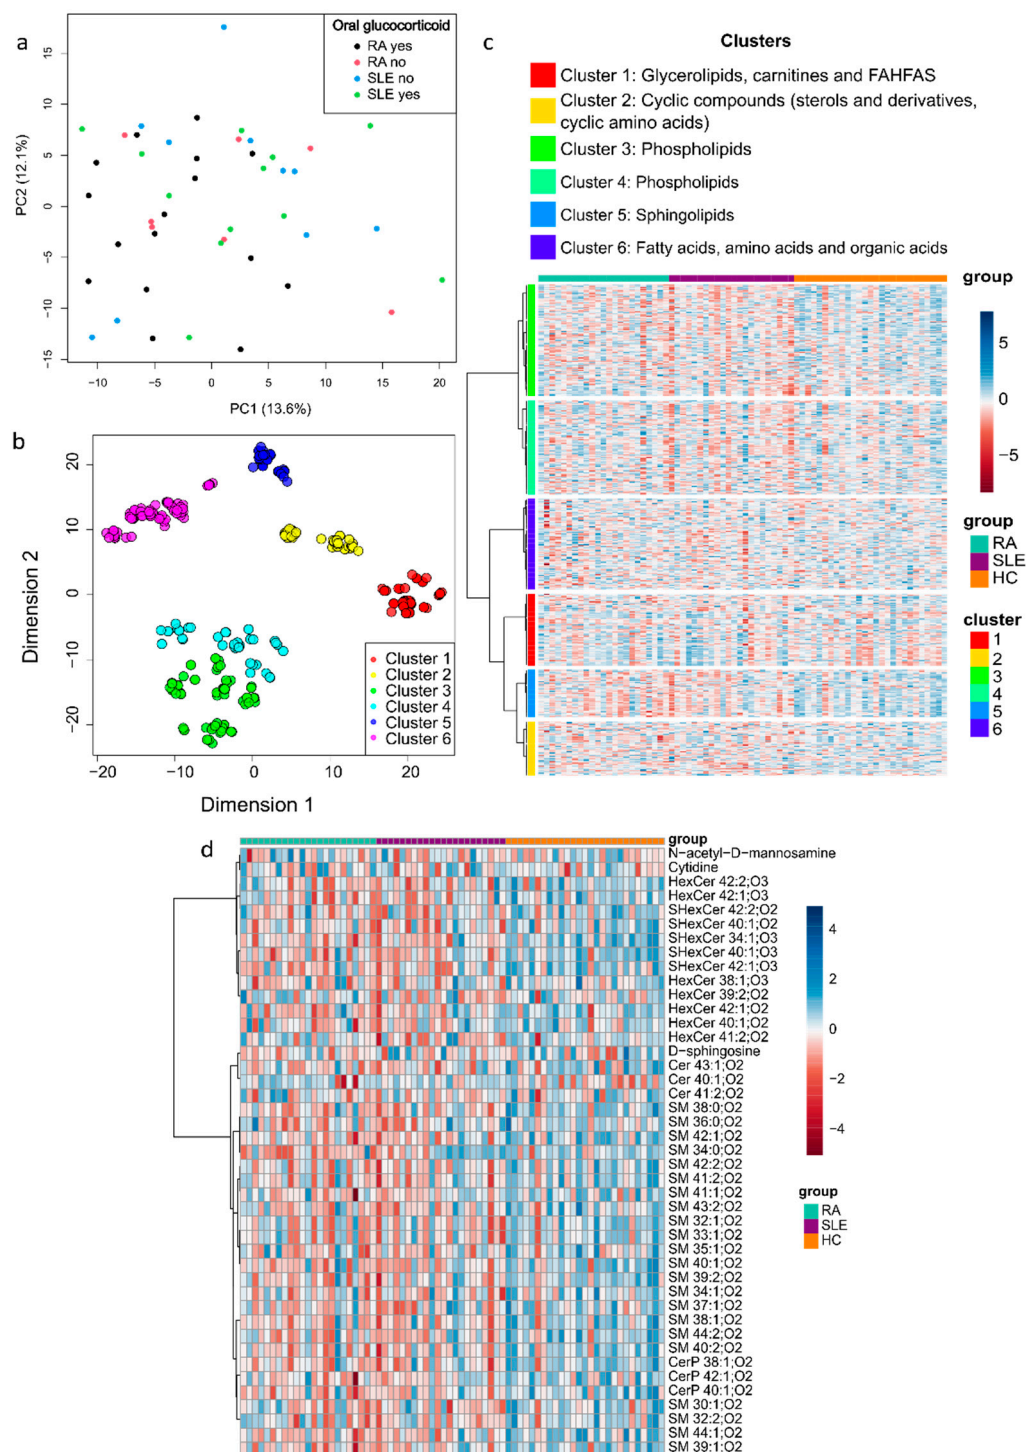 a
Oral glucocorticoid
RA yes
RA no
SLE no
SLE yes
15
10
5
0
−5
−10
−15
PC2 (12.1%)
−10
−5
0
5
10
15
20
PC1 (13.6%)
b
20
10
0
−10
−20
Dimension 2
Cluster 1
Cluster 2
Cluster 3
Cluster 4
Cluster 5
Cluster 6
−20
−10
0
10
20
Dimension 1
c
Clusters
Cluster 1: Glycerolipids, carnitines and FAHFAS
Cluster 2: Cyclic compounds (sterols and derivatives,
cyclic amino acids)
Cluster 3: Phospholipids
Cluster 4: Phospholipids
Cluster 5: Sphingolipids
Cluster 6: Fatty acids, amino acids and organic acids
group
5
0
−5
group
RA
SLE
HC
cluster
1
2
3
4
5
6
d
group
N−acetyl−D−mannosamine
Cytidine
HexCer 42:2;O3
HexCer 42:1;O3
SHexCer 42:2;O2
SHexCer 40:1;O2
SHexCer 34:1;O3
SHexCer 40:1;O3
SHexCer 42:1;O3
HexCer 38:1;O3
HexCer 39:2;O2
HexCer 42:1;O2
HexCer 40:1;O2
HexCer 41:2;O2
D−sphingosine
Cer 43:1;O2
Cer 40:1;O2
Cer 41:2;O2
SM 38:0;O2
SM 36:0;O2
SM 42:1;O2
SM 34:0;O2
SM 42:2;O2
SM 41:2;O2
SM 41:1;O2
SM 43:2;O2
SM 32:1;O2
SM 33:1;O2
SM 35:1;O2
SM 40:1;O2
SM 39:2;O2
SM 34:1;O2
SM 37:1;O2
SM 38:1;O2
SM 44:2;O2
SM 40:2;O2
CerP 38:1;O2
CerP 42:1;O2
CerP 40:1;O2
SM 30:1;O2
SM 32:2;O2
SM 44:1;O2
SM 39:1;O2
4
2
0
−2
−4
group
RA
SLE
HC